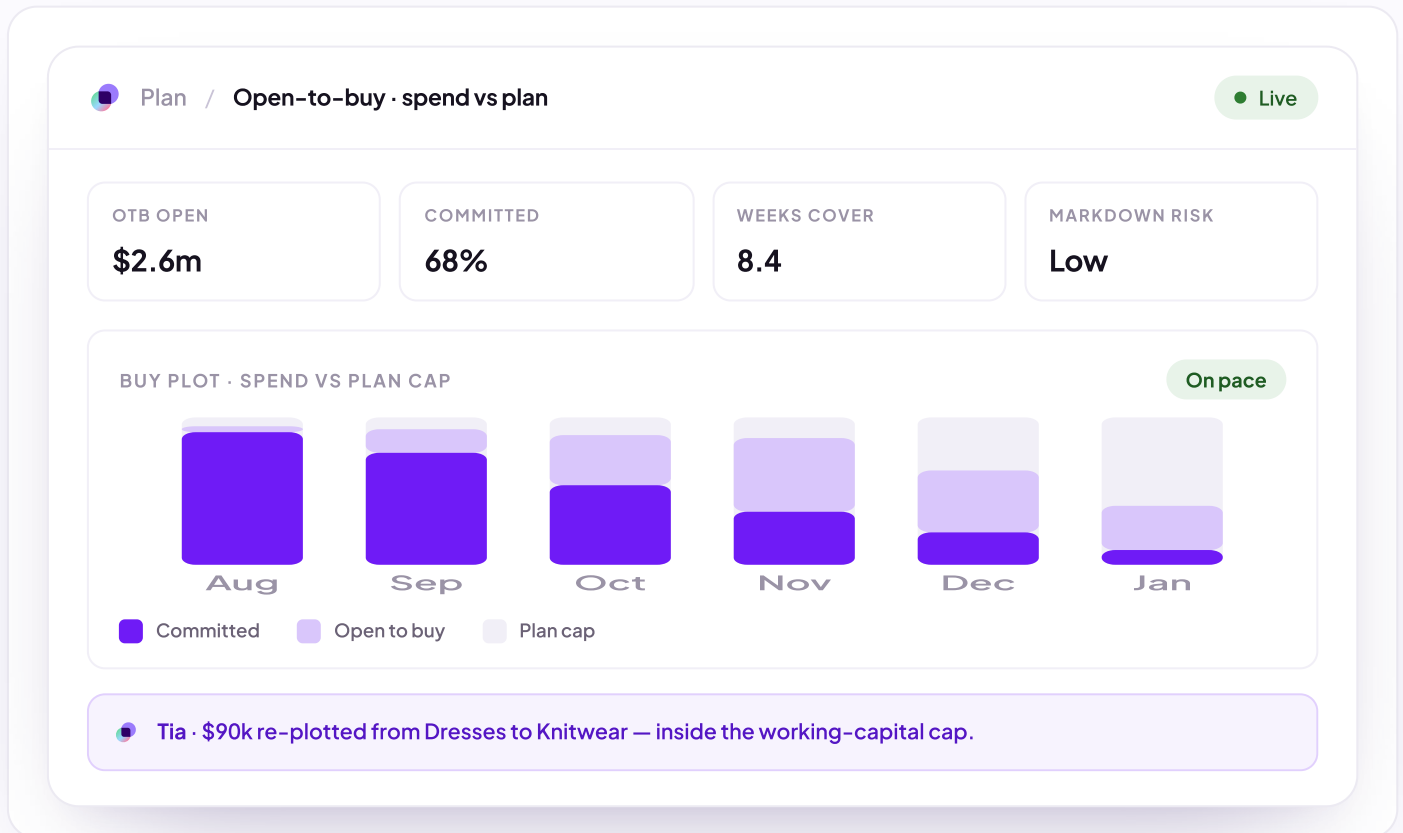 Plan / Open-to-buy · spend vs plan
Live
OTB OPEN
$2.6m
COMMITTED
68%
WEEKS COVER
8.4
MARKDOWN RISK
Low
BUY PLOT · SPEND VS PLAN CAP
On pace
Aug Sep Oct Nov Dec Jan
Committed Open to buy Plan cap
Tia · $90k re-plotted from Dresses to Knitwear — inside the working-capital cap.